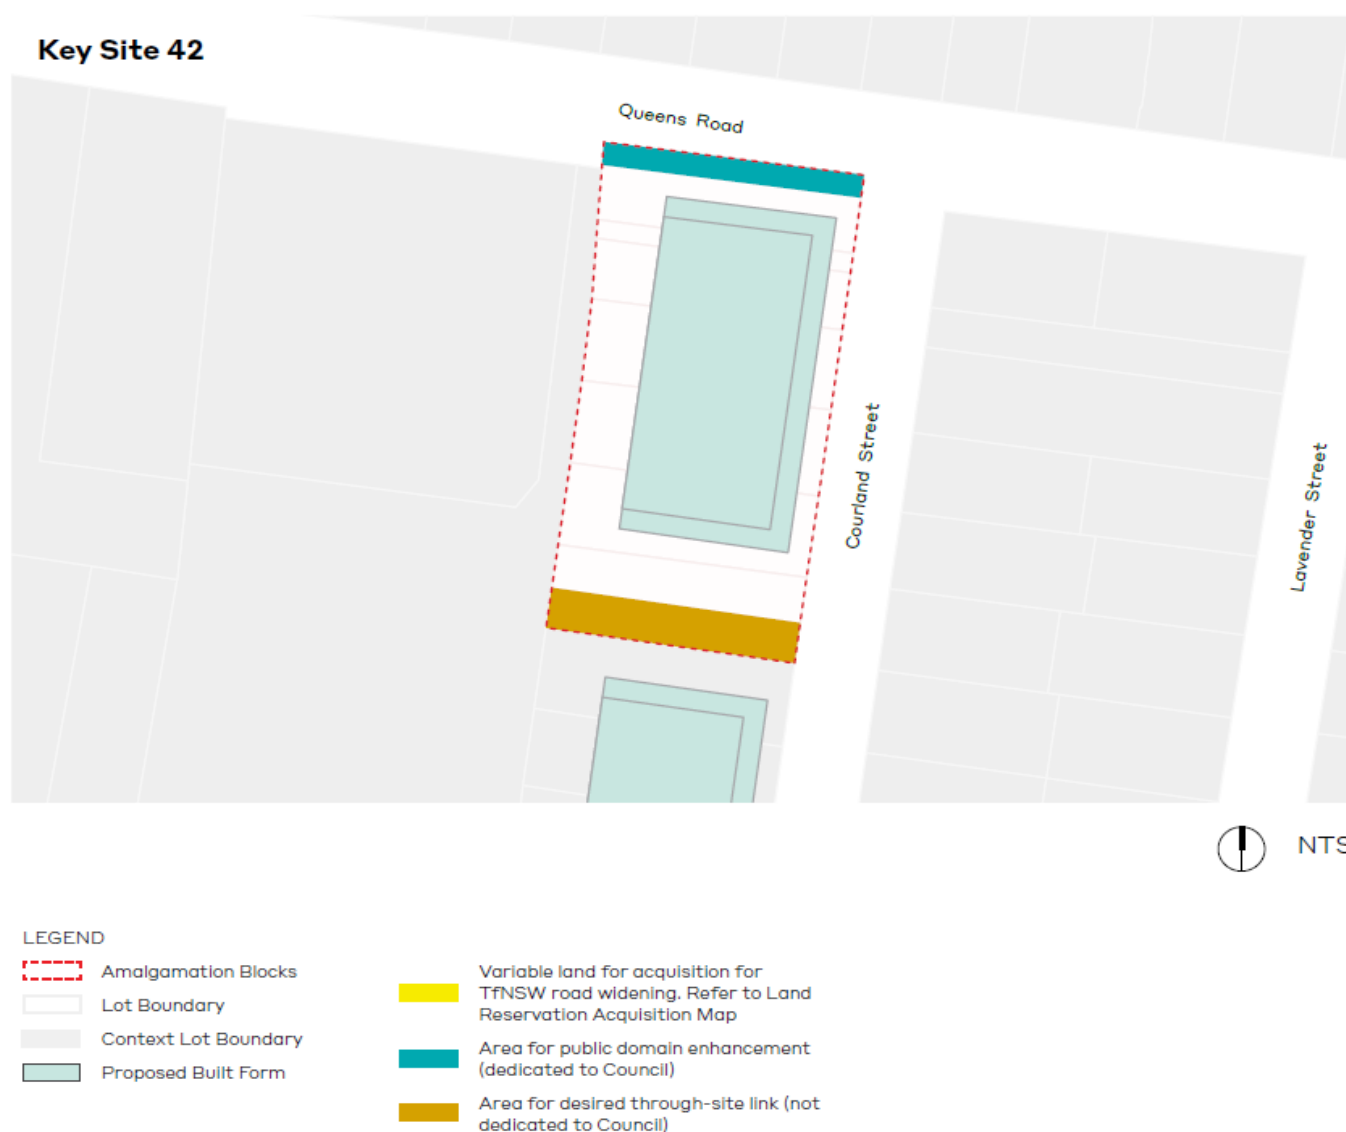 Key Site 42
Queens Road
Courland Street
Lavender Street
NTS
LEGEND
Amalgamation Blocks
Lot Boundary
Context Lot Boundary
Proposed Built Form
Variable land for acquisition for
TfNSW road widening. Refer to Land
Reservation Acquisition Map
Area for public domain enhancement
(dedicated to Council)
Area for desired through-site link (not
dedicated to Council)